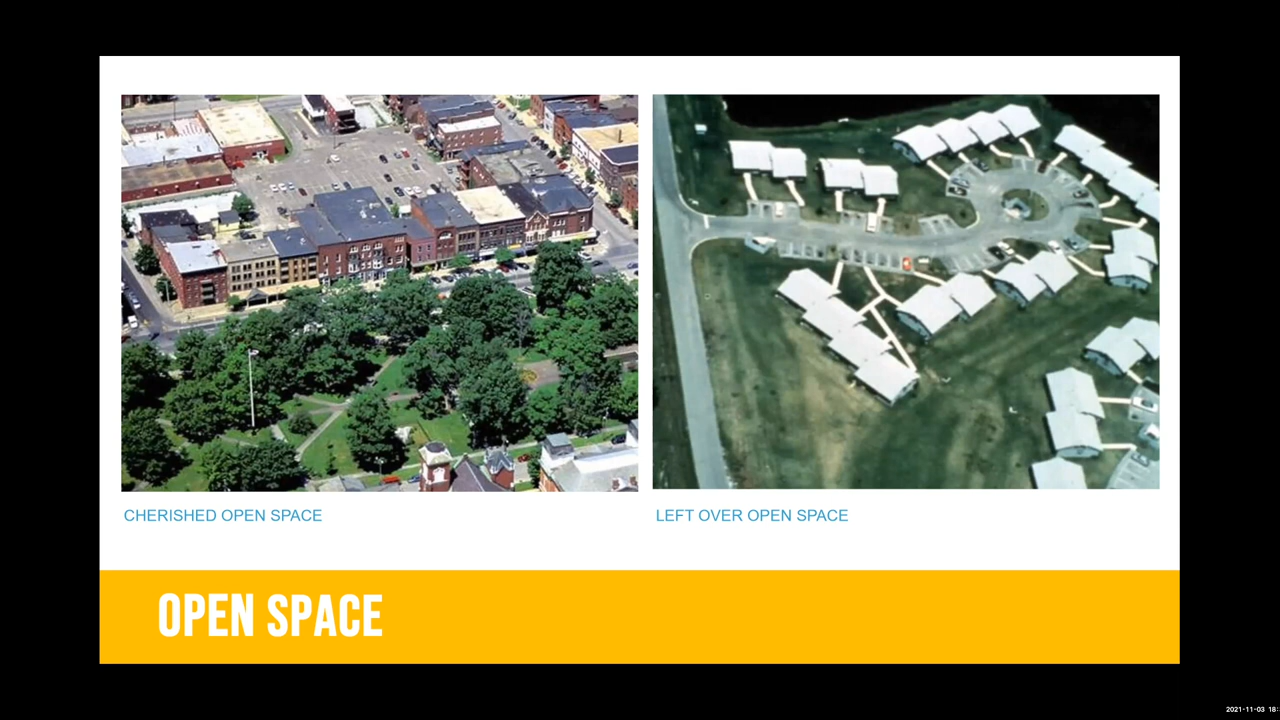 CHERISHED OPEN SPACE
LEFT OVER OPEN SPACE
OPEN SPACE
2021-11-03 18: